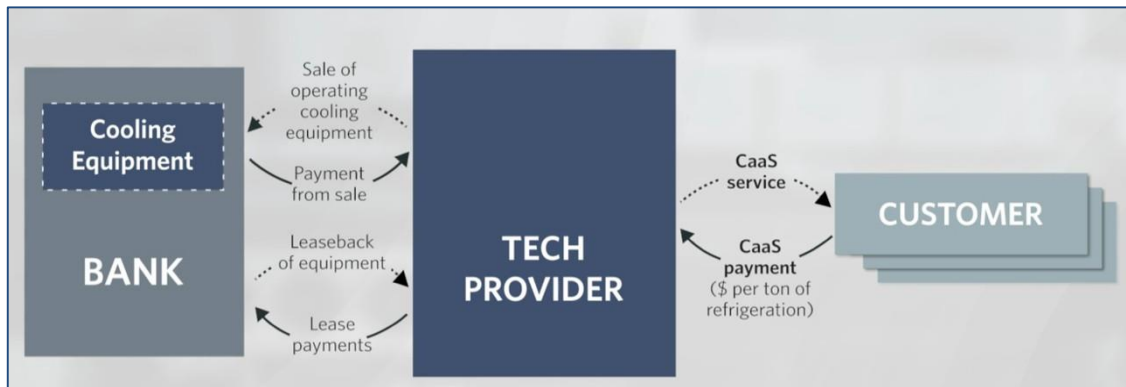 Cooling
Equipment
BANK
Sale of
operating
cooling
equipment
Payment
from sale
Leaseback
of equipment
Lease
payments
TECH
PROVIDER
CaaS
service
CaaS
payment
($ per ton of
refrigeration)
CUSTOMER